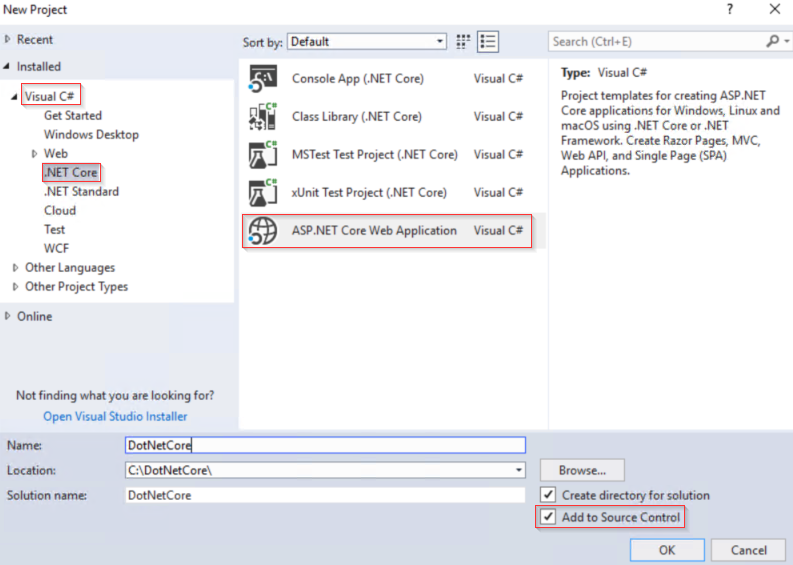 New Project
Recent
Installed
Visual C#
Get Started
Windows Desktop
Web
.NET Core
.NET Standard
Cloud
Test
WCF
Other Languages
Other Project Types
Online
Not finding what you are looking for?
Open Visual Studio Installer
Sort by: Default
Console App (.NET Core) Visual C#
Class Library (.NET Core) Visual C#
MSTest Test Project (.NET Core) Visual C#
xUnit Test Project (.NET Core) Visual C#
ASP.NET Core Web Application Visual C#
Search (Ctrl+E)
Type: Visual C#
Project templates for creating ASP.NET
Core applications for Windows, Linux and
macOS using .NET Core or .NET
Framework. Create Razor Pages, MVC,
Web API, and Single Page (SPA)
Applications.
Name: DotNetCore
Location: C:\DotNetCore\ Browse...
Solution name: DotNetCore
Create directory for solution
Add to Source Control
OK Cancel